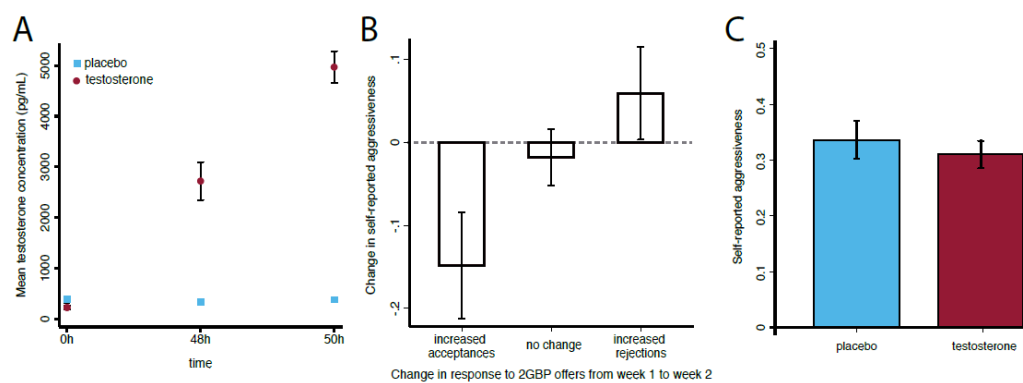 A
Mean testosterone concentration (pg/mL)
5000
4000
3000
2000
1000
0
placebo
testosterone
0h
48h
50h
time
B
Change in self-reported aggressiveness
.1
0
-.1
-.2
increased
acceptances
no change
increased
rejections
Change in response to 2GBP offers from week 1 to week 2
C
Self-reported aggressiveness
0.5
0.4
0.3
0.2
0.1
0
placebo
testosterone